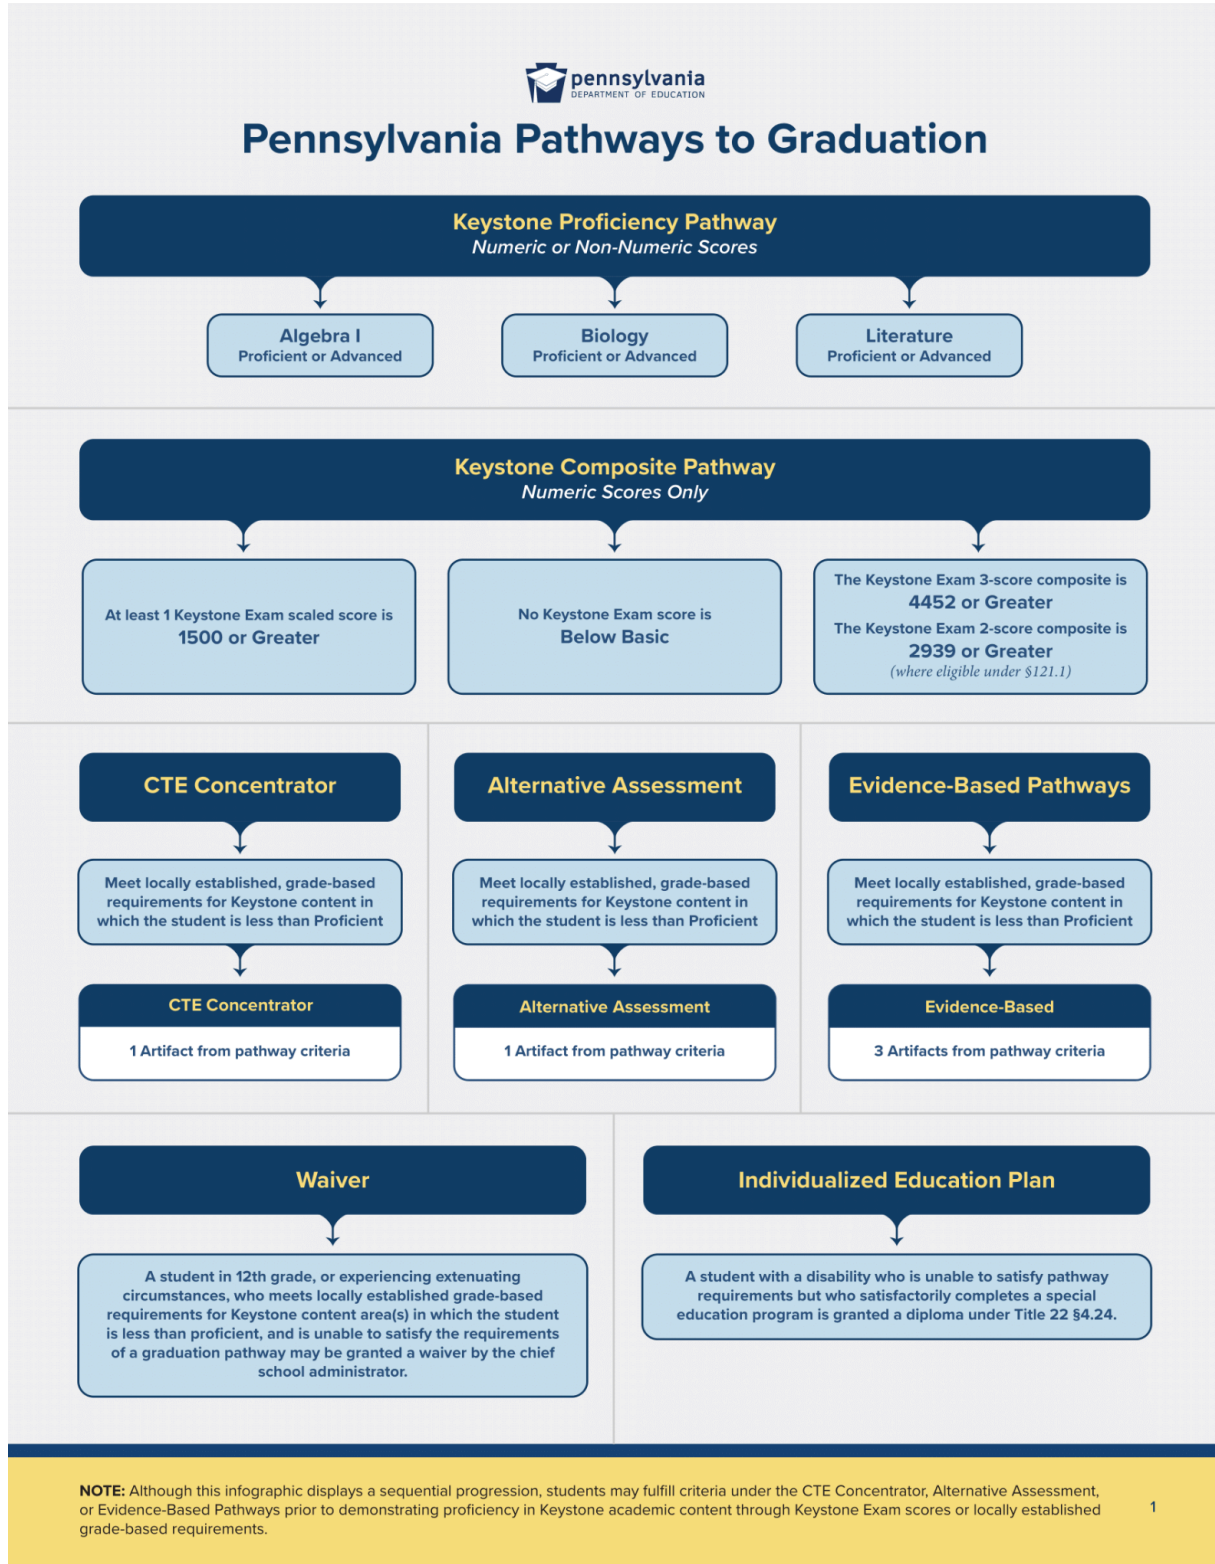 pennsylvania
DEPARTMENT OF EDUCATION
Pennsylvania Pathways to Graduation
Keystone Proficiency Pathway
Numeric or Non-Numeric Scores
Algebra I
Proficient or Advanced
Biology
Proficient or Advanced
Literature
Proficient or Advanced
Keystone Composite Pathway
Numeric Scores Only
At least 1 Keystone Exam scaled score is
1500 or Greater
No Keystone Exam score is
Below Basic
The Keystone Exam 3-score composite is
4452 or Greater
The Keystone Exam 2-score composite is
2939 or Greater
(where eligible under §121.1)
CTE Concentrator
Meet locally established, grade-based
requirements for Keystone content in
which the student is less than Proficient
CTE Concentrator
1 Artifact from pathway criteria
Alternative Assessment
Meet locally established, grade-based
requirements for Keystone content in
which the student is less than Proficient
Alternative Assessment
1 Artifact from pathway criteria
Evidence-Based Pathways
Meet locally established, grade-based
requirements for Keystone content in
which the student is less than Proficient
Evidence-Based
3 Artifacts from pathway criteria
Waiver
A student in 12th grade, or experiencing extenuating
circumstances, who meets locally established grade-based
requirements for Keystone content area(s) in which the student
is less than proficient, and is unable to satisfy the requirements
of a graduation pathway may be granted a waiver by the chief
school administrator.
Individualized Education Plan
A student with a disability who is unable to satisfy pathway
requirements but who satisfactorily completes a special
education program is granted a diploma under Title 22 §4.24.
NOTE: Although this infographic displays a sequential progression, students may fulfill criteria under the CTE Concentrator, Alternative Assessment,
or Evidence-Based Pathways prior to demonstrating proficiency in Keystone academic content through Keystone Exam scores or locally established
grade-based requirements.
1